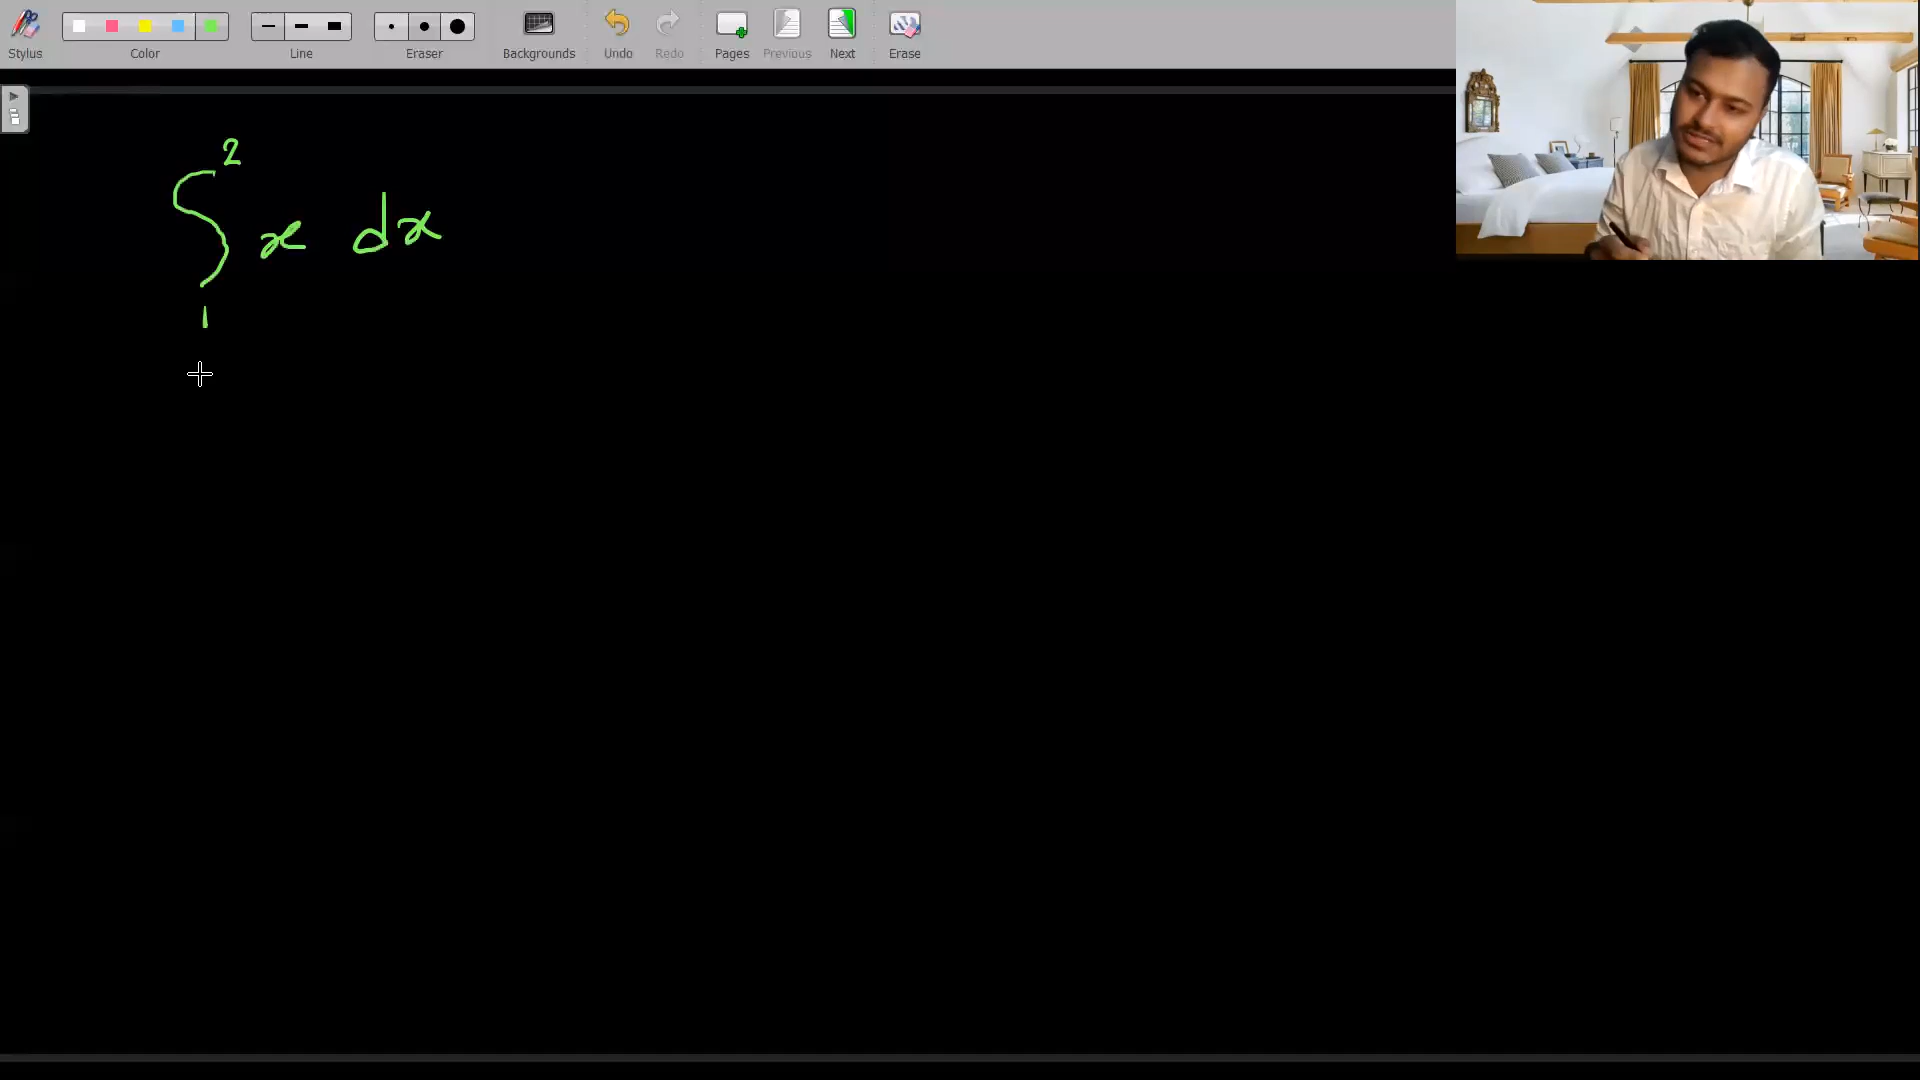 Stylus Color Line Eraser Backgrounds Undo Redo Pages Previous Next Erase
2
∫ x dx
1